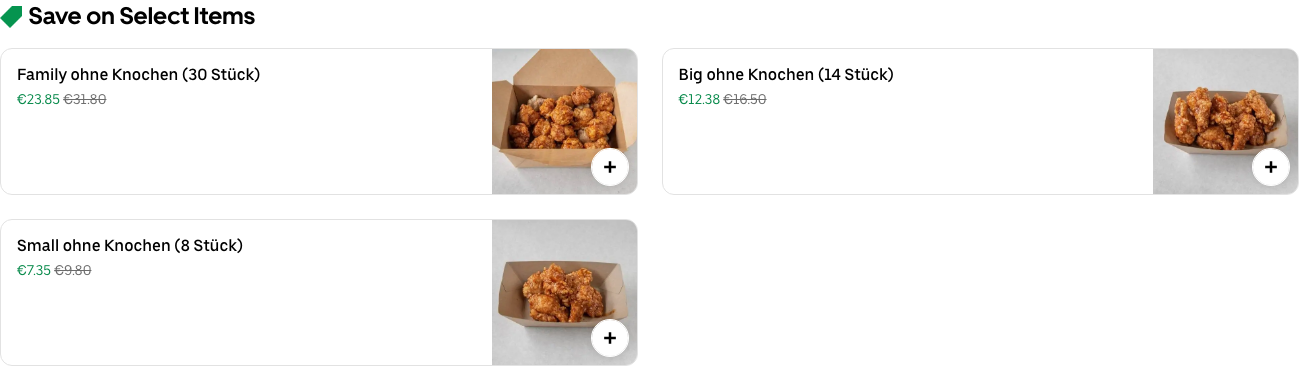 Save on Select Items
Family ohne Knochen (30 Stück)
€23.85 €31.80
Big ohne Knochen (14 Stück)
€12.38 €16.50
Small ohne Knochen (8 Stück)
€7.35 €9.80